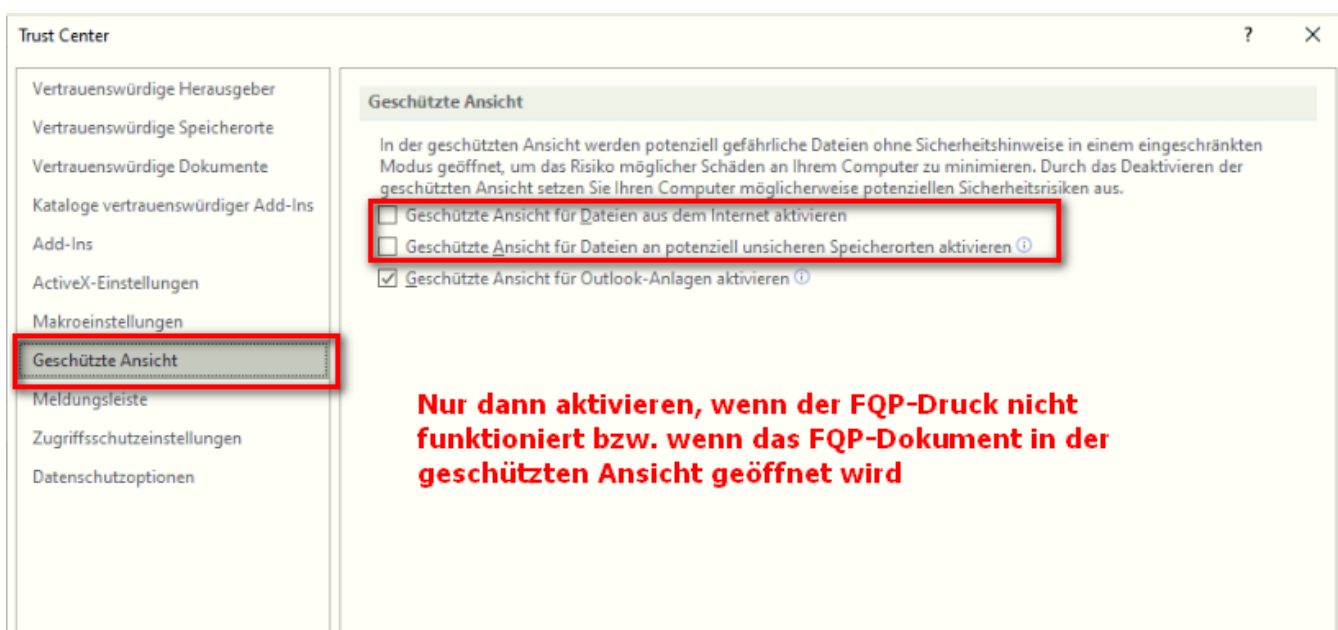 Trust Center
?
Vertrauenswürdige Herausgeber
Vertrauenswürdige Speicherorte
Vertrauenswürdige Dokumente
Kataloge vertrauenswürdiger Add-Ins
Add-Ins
ActiveX-Einstellungen
Makroeinstellungen
Geschützte Ansicht
Meldungsleiste
Zugriffsschutzeinstellungen
Datenschutzoptionen
Geschützte Ansicht
In der geschützten Ansicht werden potenziell gefährliche Dateien ohne Sicherheitshinweise in einem eingeschränkten
Modus geöffnet, um das Risiko möglicher Schäden an Ihrem Computer zu minimieren. Durch das Deaktivieren der
geschützten Ansicht setzen Sie Ihren Computer möglicherweise potenziellen Sicherheitsrisiken aus.
Geschützte Ansicht für Dateien aus dem Internet aktivieren
Geschützte Ansicht für Dateien an potenziell unsicheren Speicherorten aktivieren
Geschützte Ansicht für Outlook-Anlagen aktivieren
Nur dann aktivieren, wenn der FQP-Druck nicht
funktioniert bzw. wenn das FQP-Dokument in der
geschützten Ansicht geöffnet wird